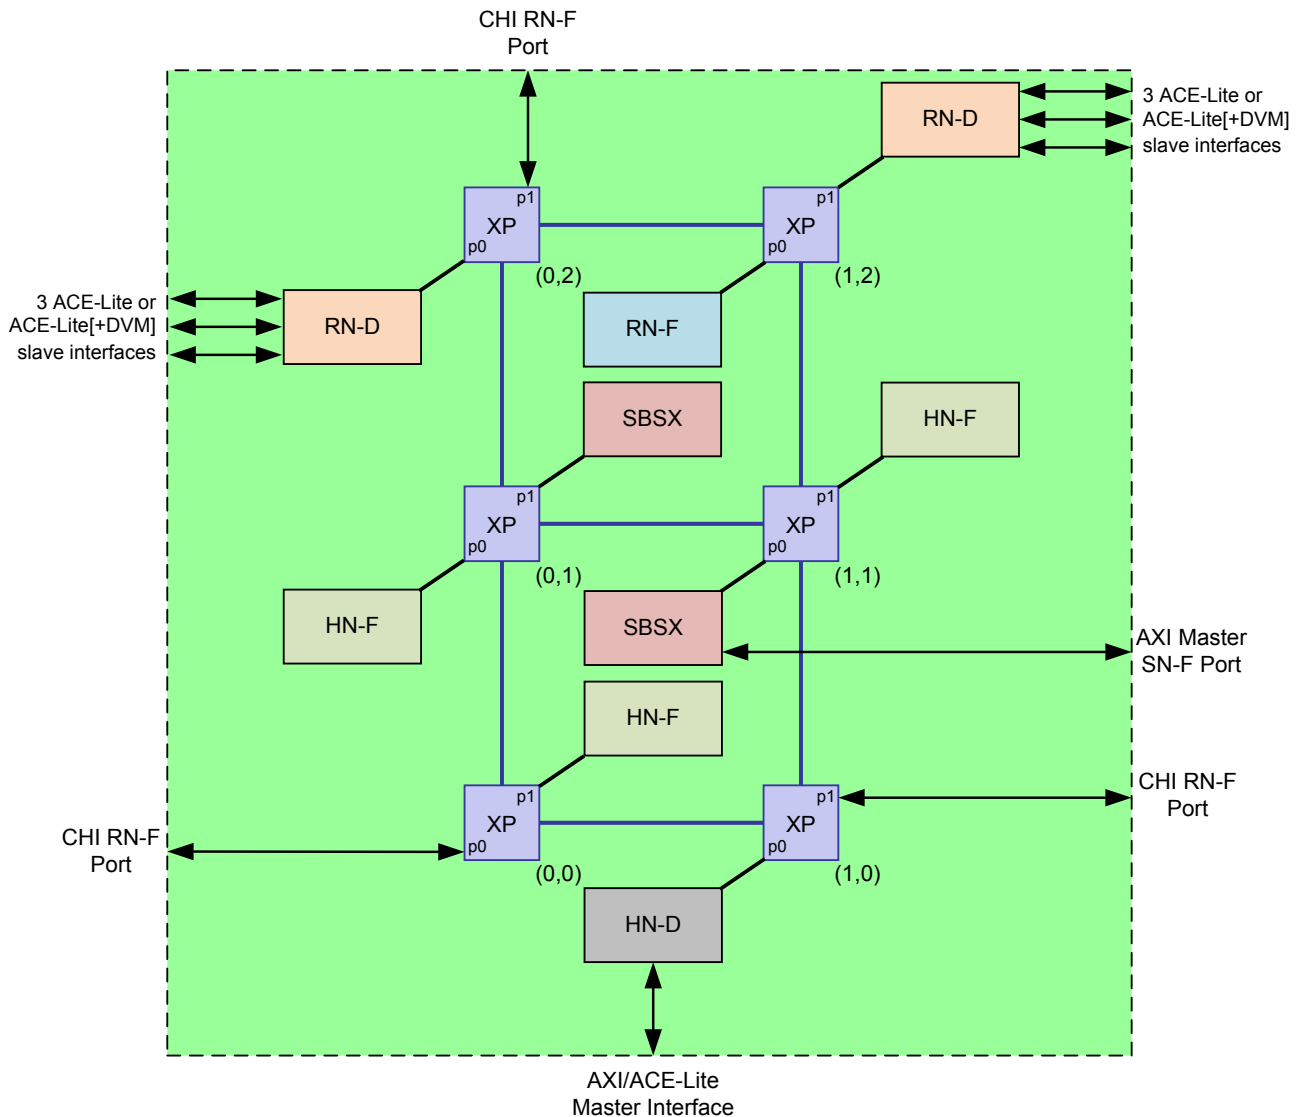 CHI RN-F
Port
RN-D
3 ACE-Lite or
ACE-Lite[+DVM]
slave interfaces
p1
XP
p0
(0,2)
p1
XP
p0
(1,2)
3 ACE-Lite or
ACE-Lite[+DVM]
slave interfaces
RN-D
RN-F
SBSX
HN-F
p1
XP
p0
(0,1)
p1
XP
p0
(1,1)
HN-F
SBSX
AXI Master
SN-F Port
HN-F
p1
XP
p0
(0,0)
p1
XP
p0
(1,0)
CHI RN-F
Port
CHI RN-F
Port
HN-D
AXI/ACE-Lite
Master Interface